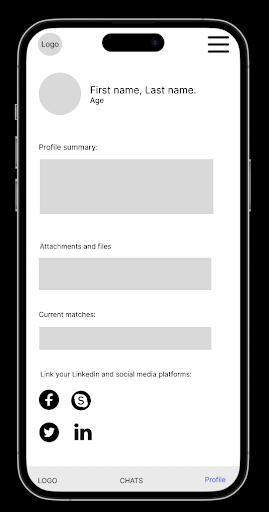 Logo
First name, Last name.
Age
Profile summary:
Attachments and files
Current matches:
Link your Linkedin and social media platforms:
LOGO CHATS Profile